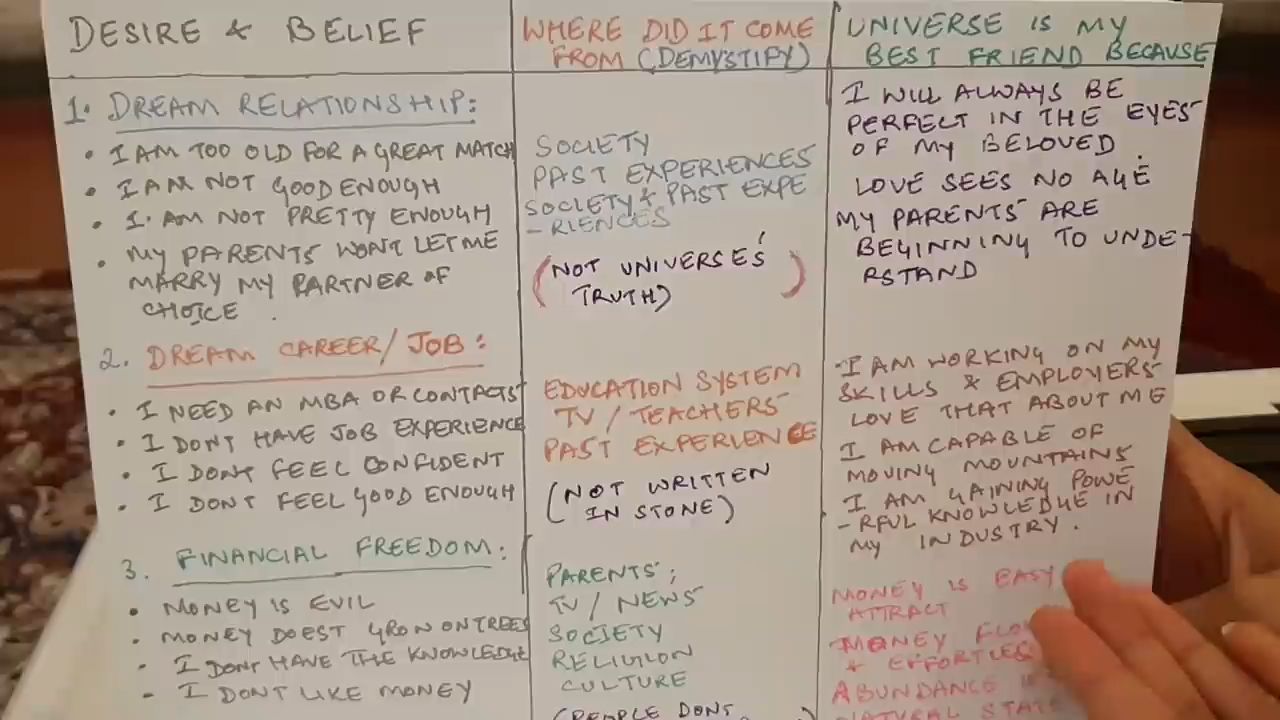 DESIRE & BELIEF
1. DREAM RELATIONSHIP:
• I AM TOO OLD FOR A GREAT MATCH
• I AM NOT GOOD ENOUGH
• I AM NOT PRETTY ENOUGH
• MY PARENTS WONT LET ME
MARRY MY PARTNER OF
CHOICE .
2. DREAM CAREER/JOB:
• I NEED AN MBA OR CONTACTS
• I DONT HAVE JOB EXPERIENCE
• I DONT FEEL CONFIDENT
• I DONT FEEL GOOD ENOUGH
3. FINANCIAL FREEDOM:
• MONEY IS EVIL
• MONEY DOEST GROW ON TREES
- I DONT HAVE THE KNOWLEDGE
- I DONT LIKE MONEY
WHERE DID IT COME
FROM (DEMYSTIFY)
SOCIETY
PAST EXPERIENCES
SOCIETY & PAST EXPE
-RIENCES
(NOT UNIVERSE'S
TRUTH)
EDUCATION SYSTEM
TV / TEACHERS
PAST EXPERIENCE
(NOT WRITTEN
IN STONE)
PARENTS;
TV / NEWS
SOCIETY
RELIGION
CULTURE
(PEOPLE DONT
UNIVERSE IS MY
BEST FRIEND BECAUSE
I WILL ALWAYS BE
PERFECT IN THE EYES
OF MY BELOVED.
LOVE SEES NO AGE
MY PARENTS ARE
BEGINNING TO UNDE-
RSTAND
-I AM WORKING ON MY
SKILLS & EMPLOYERS
LOVE THAT ABOUT ME
I AM CAPABLE OF
MOVING MOUNTAINS
I AM GAINING POWE
-RFUL KNOWLEDGE IN
MY INDUSTRY.
MONEY IS EASY
ATTRACT
MONEY
&
ABUNDANCE
NATURAL